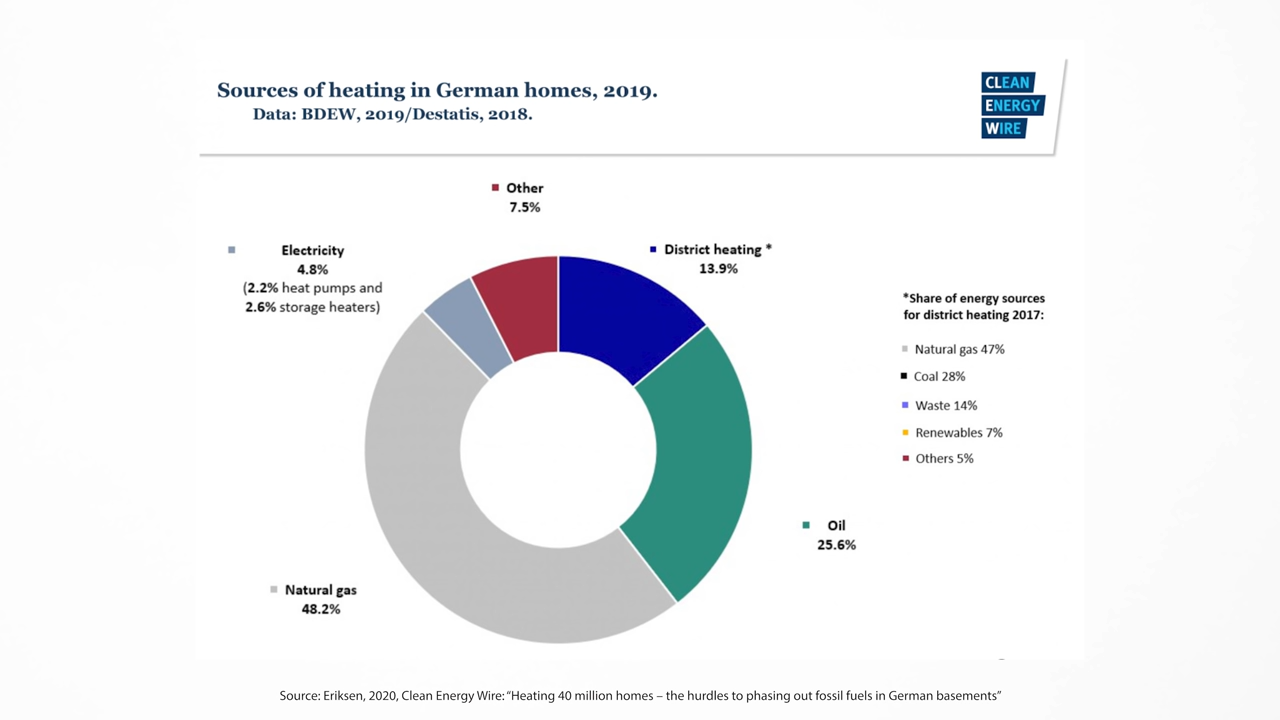 Sources of heating in German homes, 2019.
Data: BDEW, 2019/Destatis, 2018.
CLEAN
ENERGY
WIRE
Other
7.5%
Electricity
4.8%
(2.2% heat pumps and
2.6% storage heaters)
District heating *
13.9%
*Share of energy sources
for district heating 2017:
Natural gas 47%
Coal 28%
Waste 14%
Renewables 7%
Others 5%
Oil
25.6%
Natural gas
48.2%
Source: Eriksen, 2020, Clean Energy Wire: “Heating 40 million homes – the hurdles to phasing out fossil fuels in German basements”